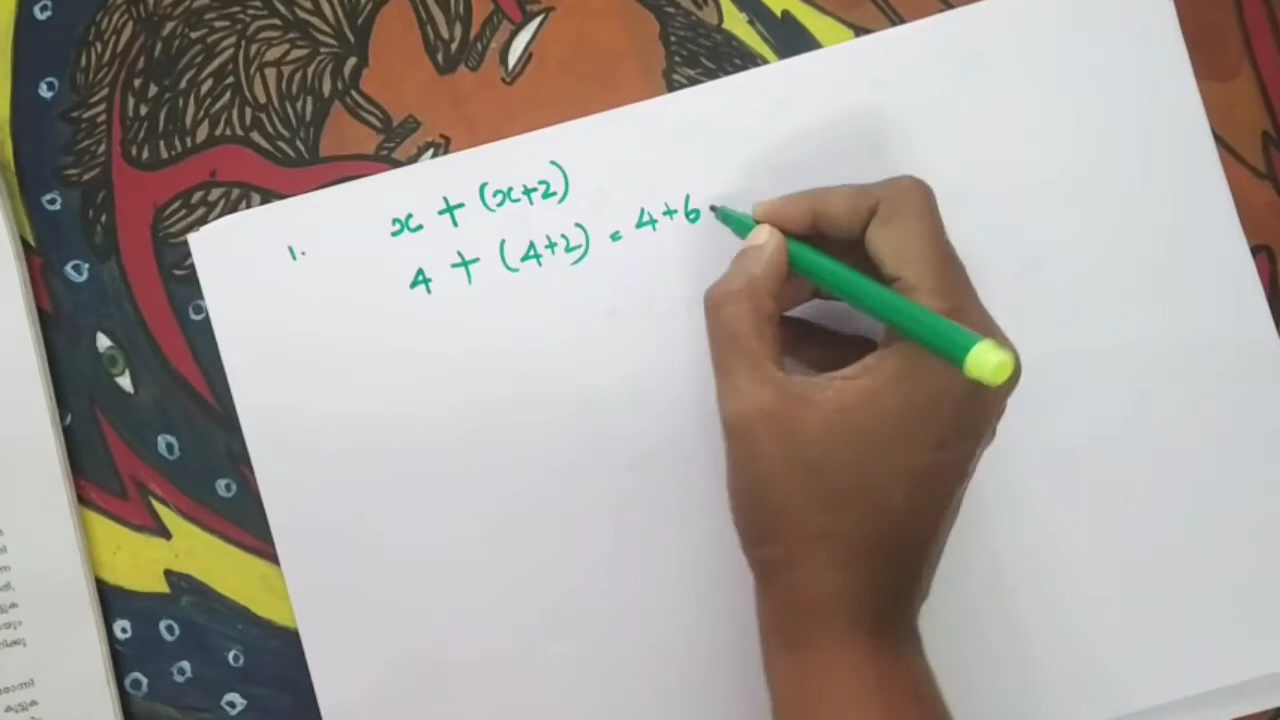 1. x + (x+2)
4 + (4+2) = 4+6